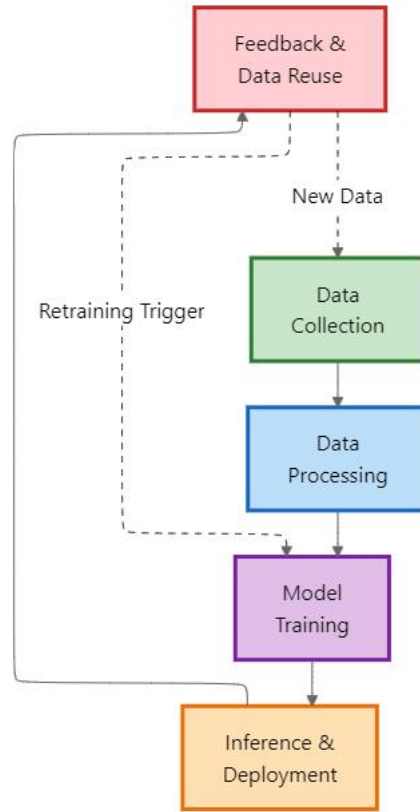 Feedback &
Data Reuse
New Data
Data
Collection
Retraining Trigger
Data
Processing
Model
Training
Inference &
Deployment